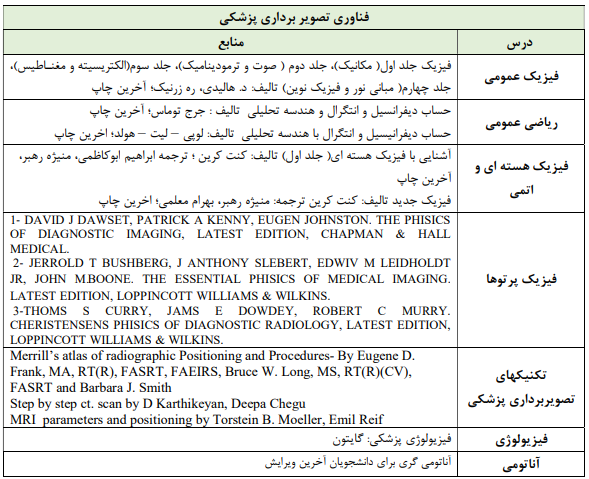 فناوری تصویر برداری پزشکی
درس
منابع
فیزیک عمومی
فیزیک جلد اول( مکانیک)، جلد دوم ( صوت و ترمودینامیک)، جلد سوم(الکتریسیته و مغناطیس)،
جلد چهارم( مبانی نور و فیزیک نوین) تالیف: د. هالیدی، ره زرنیک؛ آخرین چاپ
ریاضی عمومی
حساب دیفرانسیل و انتگرال و هندسه تحلیلی تالیف : جرج توماس؛ آخرین چاپ
حساب دیفرانیسیل و انتگرال با هندسه تحلیلی تالیف: لویی – لیت – هولد؛ اخرین چاپ
فیزیک هسته ای و
اتمی
آشنایی با فیزیک هسته ای( جلد اول) تالیف: کنت کرین ؛ ترجمه ابراهیم ابوکاظمی، منیژه رهبر،
آخرین چاپ
فیزیک جدید تالیف: کنت کرین ترجمه: منیژه رهبر، بهرام معلمی؛ اخرین چاپ
فیزیک پرتوها
1- DAVID J DAWSET, PATRICK A KENNY, EUGEN JOHNSTON. THE PHISICS
OF DIAGNOSTIC IMAGING, LATEST EDITION, CHAPMAN & HALL
MEDICAL.
2- JERROLD T BUSHBERG, J ANTHONY SLEBERT, EDWIV M LEIDHOLDT
JR, JOHN M.BOONE. THE ESSENTIAL PHISICS OF MEDICAL IMAGING.
LATEST EDITION, LOPPINCOTT WILLIAMS & WILKINS.
3-THOMS S CURRY, JAMS E DOWDEY, ROBERT C MURRY.
CHERISTENSENS PHISICS OF DIAGNOSTIC RADIOLOGY, LATEST EDITION,
LOPPINCOTT WILLIAMS & WILKINS.
تکنیکهای
تصویربرداری پزشکی
Merrill's atlas of radiographic Positioning and Procedures- By Eugene D.
Frank, MA, RT(R), FASRT, FAEIRS, Bruce W. Long, MS, RT(R)(CV),
FASRT and Barbara J. Smith
Step by step ct. scan by D Karthikeyan, Deepa Chegu
MRI parameters and positioning by Torstein B. Moeller, Emil Reif
فیزیولوژی
فیزیولوژی پزشکی: گایتون
آناتومی
آناتومی گری برای دانشجویان آخرین ویرایش